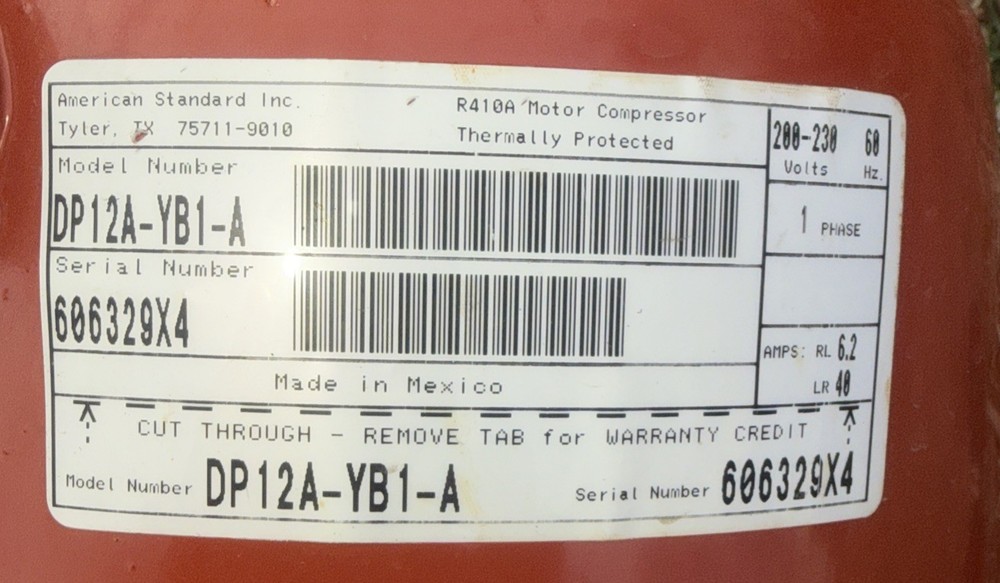 American Standard Inc.
Tyler, TX 75711-9010
R410A Motor Compressor
Thermally Protected
200-230 60
Volts Hz.
Model Number
DP12A-YB1-A
1 PHASE
Serial Number
606329X4
AMPS: RL 6.2
LR 40
Made in Mexico
CUT THROUGH - REMOVE TAB for WARRANTY CREDIT
Model Number DP12A-YB1-A Serial Number 606329X4